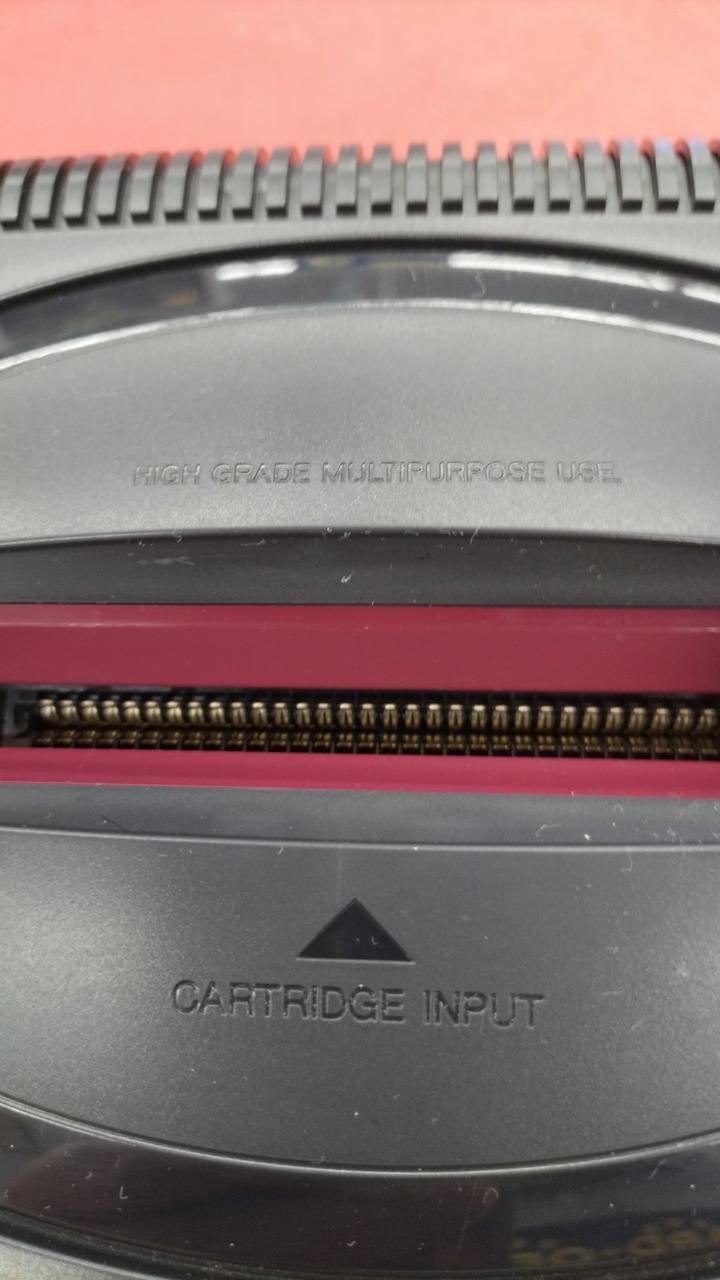 HIGH GRADE MULTIPURPOSE USE.
CARTRIDGE INPUT